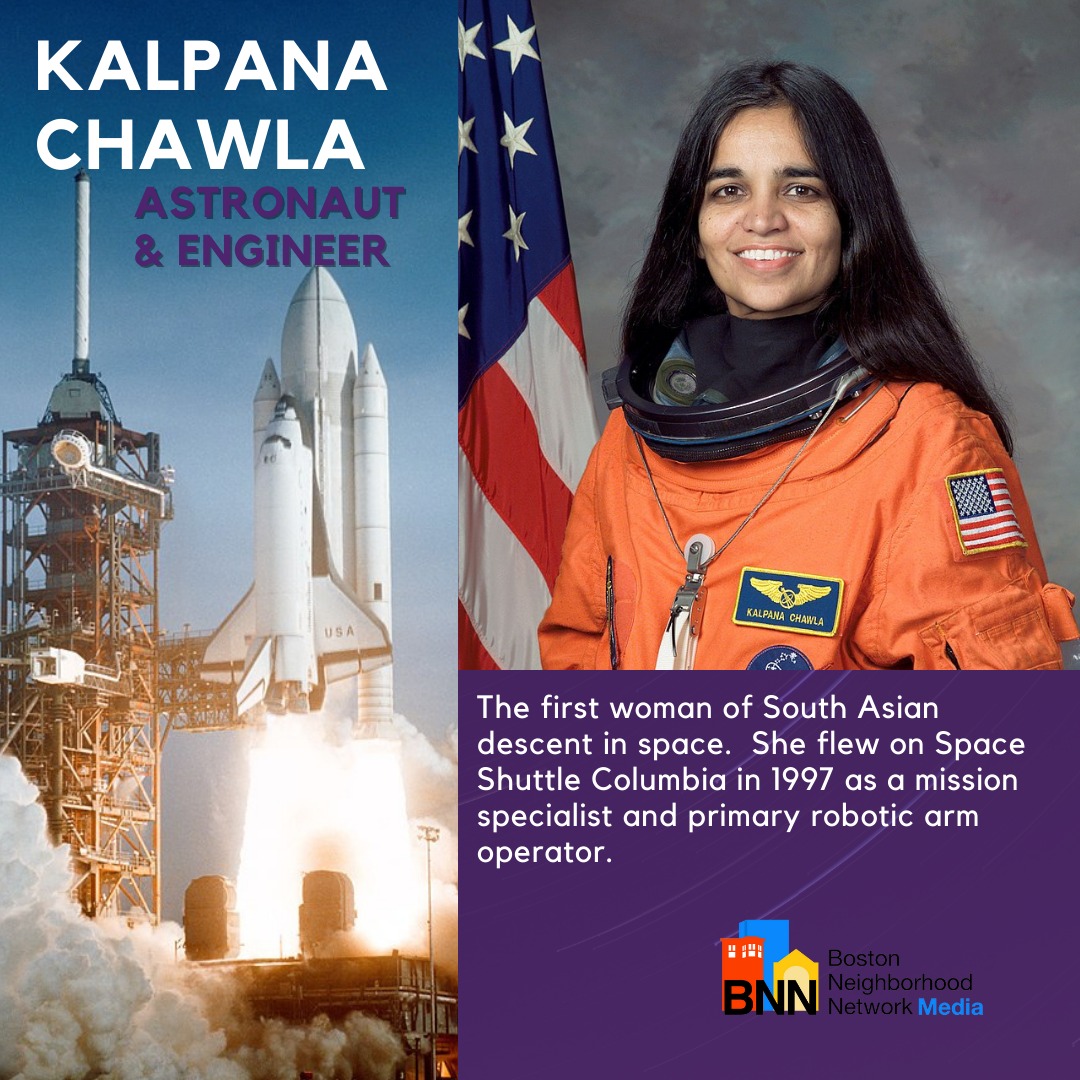 KALPANA
CHAWLA
ASTRONAUT
& ENGINEER
USA
KALPANA CHAWLA
The first woman of South Asian
descent in space.  She flew on Space
Shuttle Columbia in 1997 as a mission
specialist and primary robotic arm
operator.
BNN
Boston
Neighborhood
Network Media